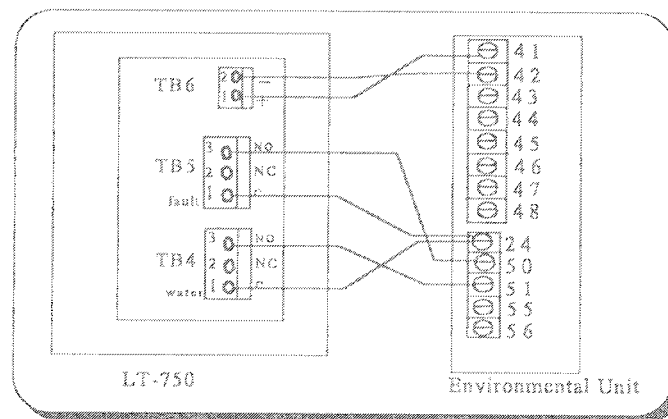 TB6
2 -
1 +
TB5
fault
3 NO
2 NC
1 C
TB4
water
3 NO
2 NC
1 C
LT-750
41
42
43
44
45
46
47
48
24
50
51
55
56
Environmental Unit